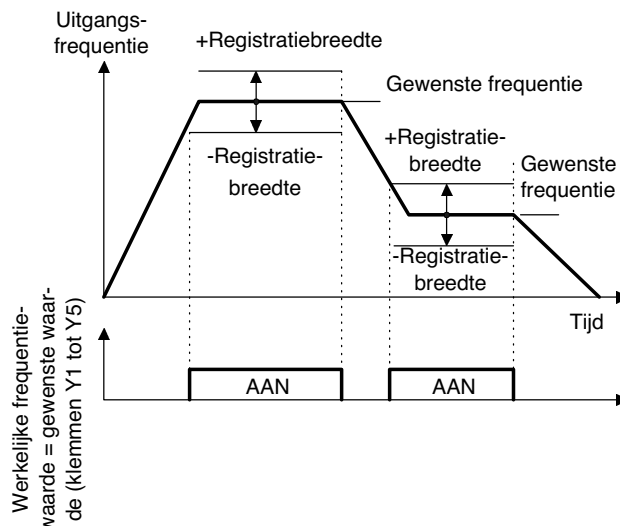 Uitgangs-
frequentie
+Registratiebreedte
Gewenste frequentie
-Registratie-
breedte
+Registratie-
breedte
Gewenste
frequentie
-Registratie-
breedte
Tijd
Werkelijke frequentie-
waarde = gewenste waar-
de (klemmen Y1 tot Y5)
AAN
AAN